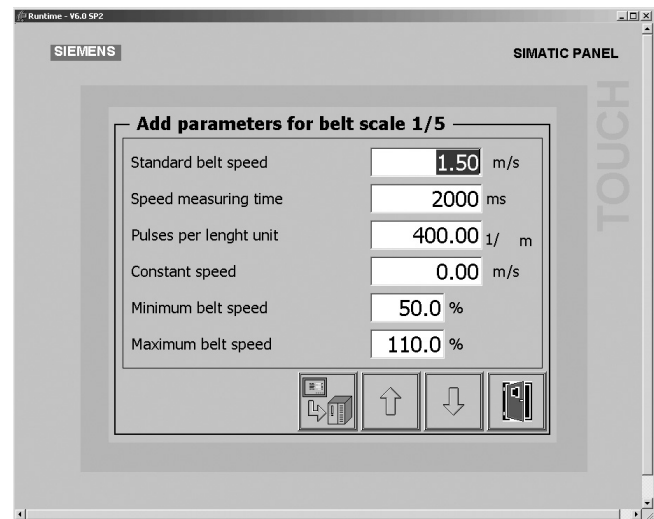 Runtime - V6.0 SP2
SIEMENS
SIMATIC PANEL
TOUCH
Add parameters for belt scale 1/5
Standard belt speed 1.50 m/s
Speed measuring time 2000 ms
Pulses per lenght unit 400.00 1/ m
Constant speed 0.00 m/s
Minimum belt speed 50.0 %
Maximum belt speed 110.0 %